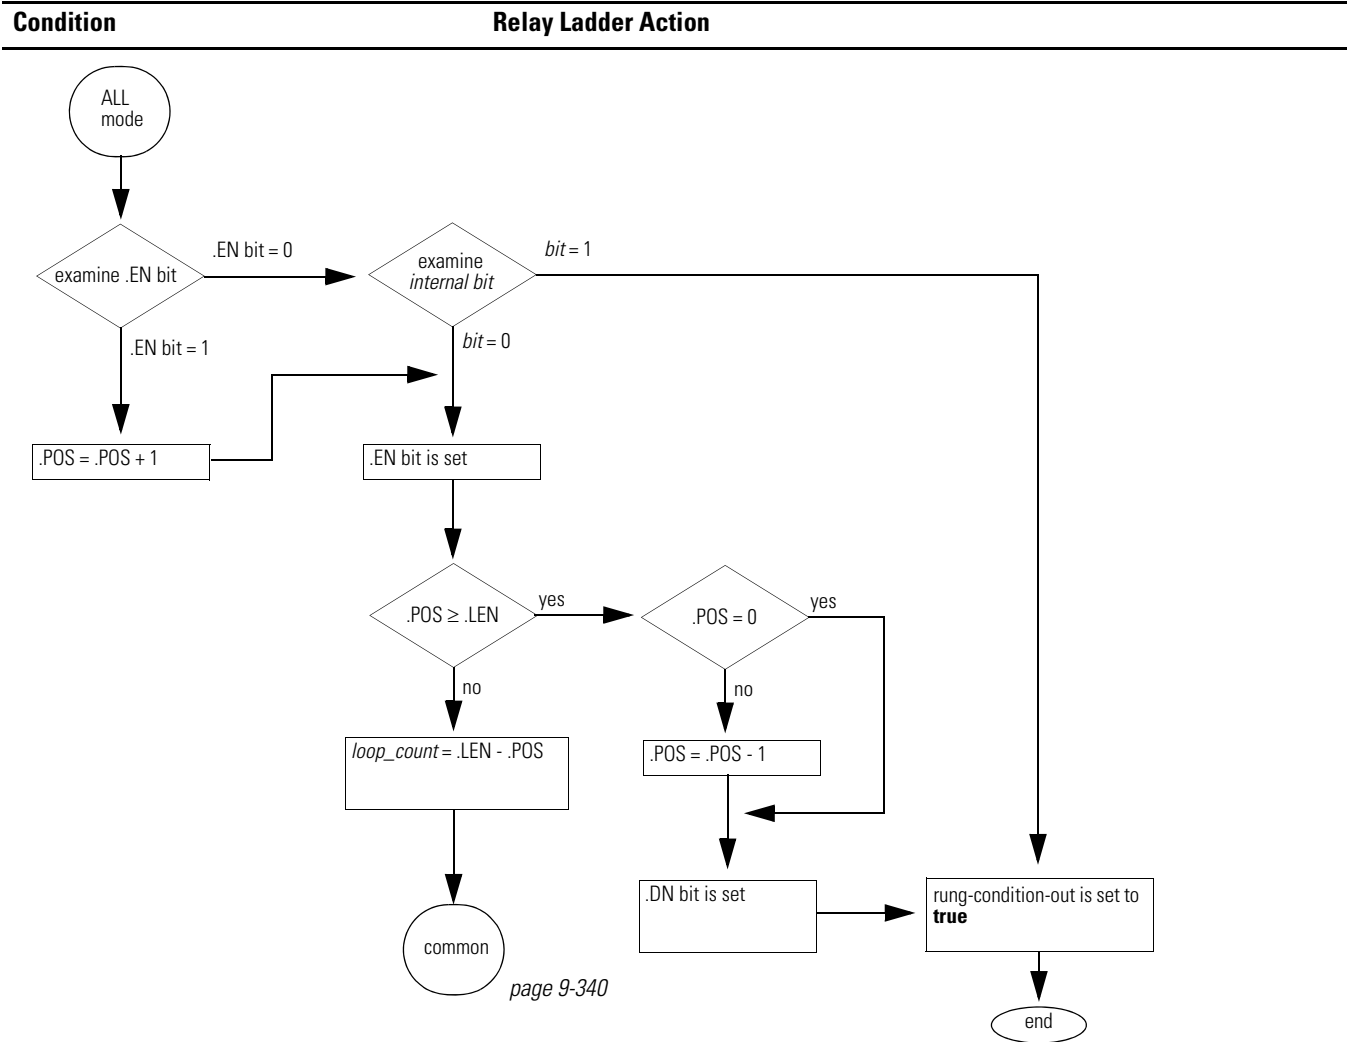 Condition
Relay Ladder Action
ALL
mode
examine .EN bit
.EN bit = 0
examine
internal bit
bit = 1
.EN bit = 1
bit = 0
.POS = .POS + 1
.EN bit is set
.POS ≥ .LEN
yes
.POS = 0
yes
no
no
loop_count = .LEN - .POS
.POS = .POS - 1
.DN bit is set
rung-condition-out is set to
true
common
page 9-340
end